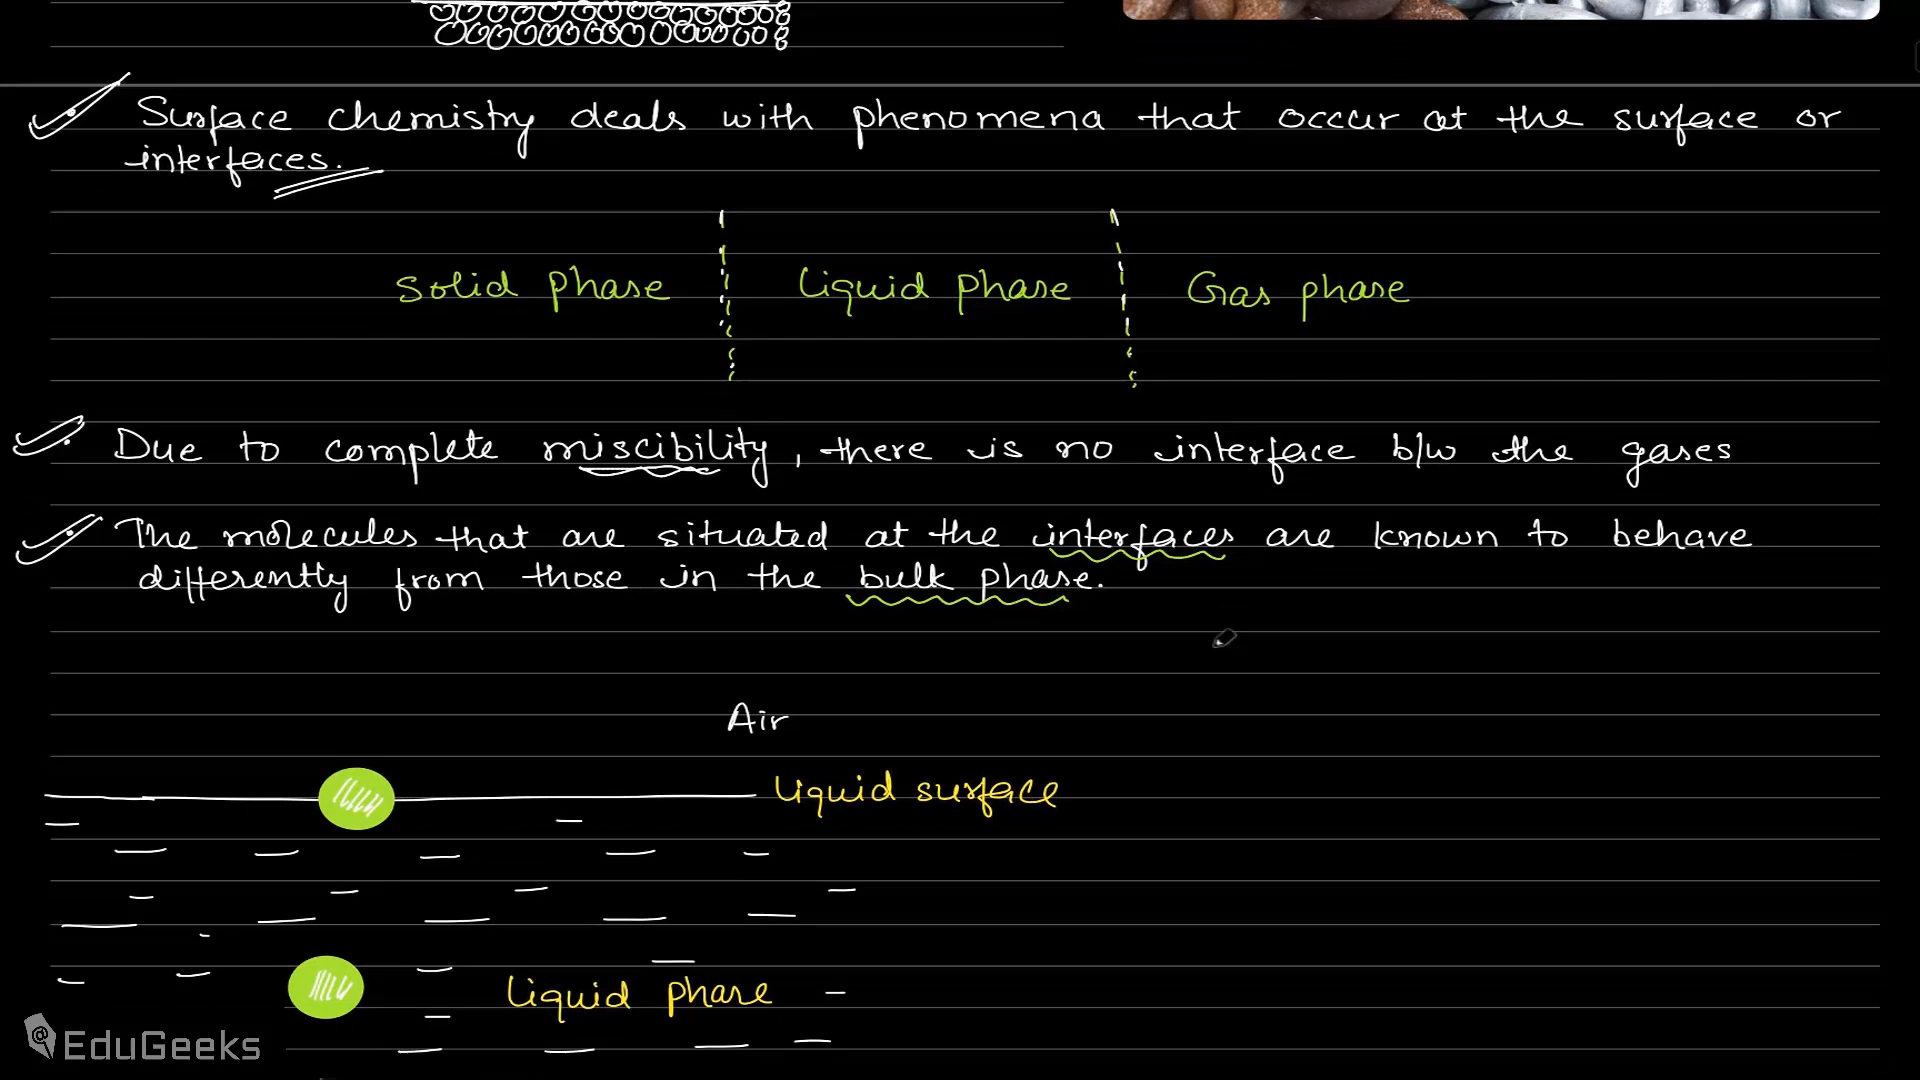 Surface chemistry deals with phenomena that occur at the surface or
interfaces.
Solid phase Liquid phase Gas phase
Due to complete miscibility, there is no interface b/w the gases
The molecules that are situated at the interfaces are known to behave
differently from those in the bulk phase.
Air
Liquid surface
Liquid phase
@ EduGeeks